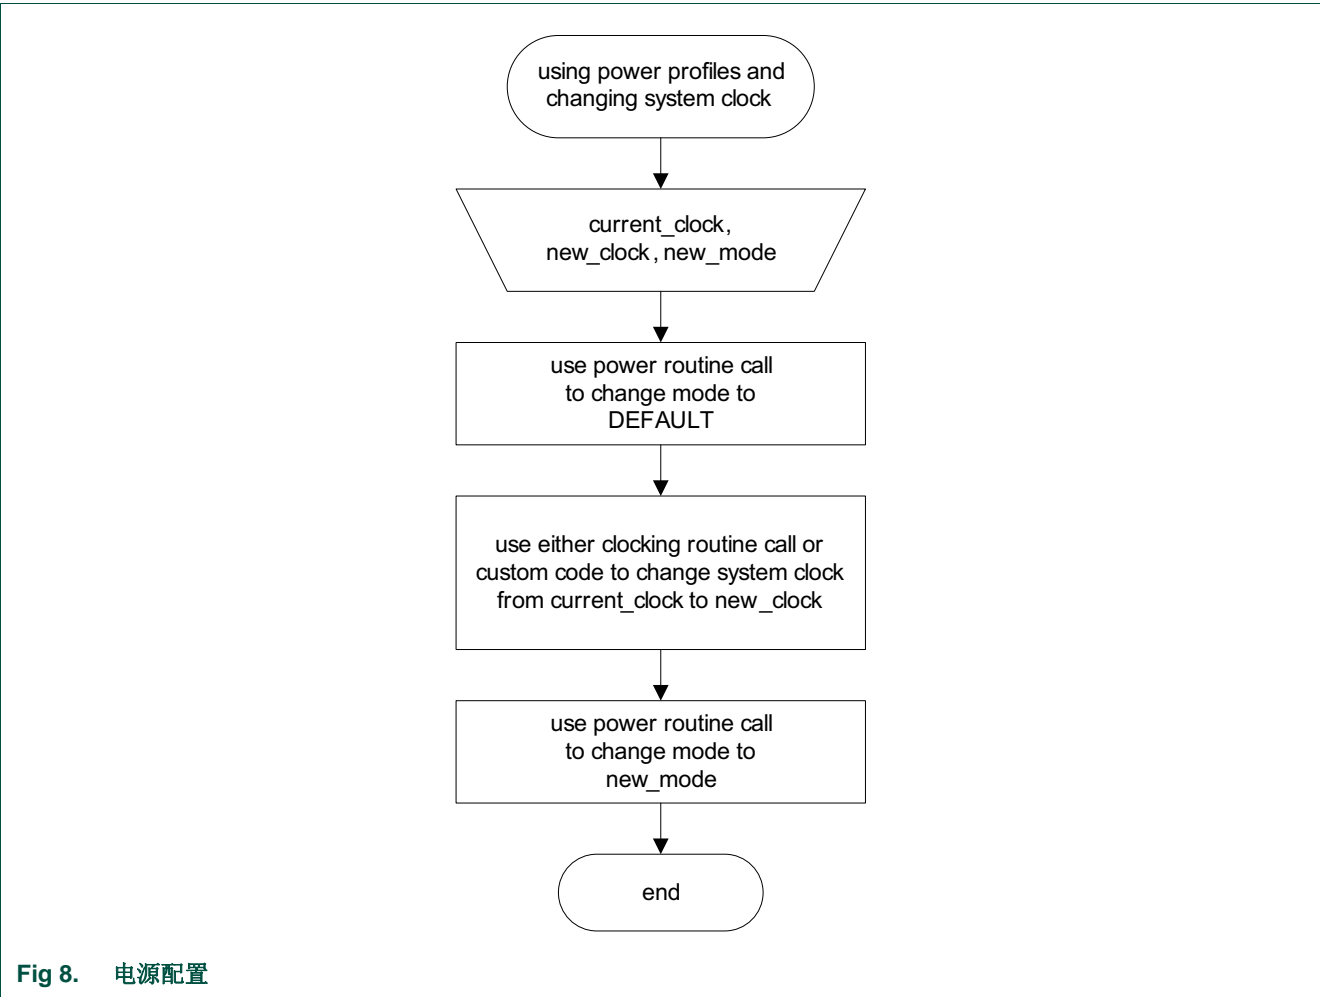 using power profiles and
changing system clock
current_clock,
new_clock, new_mode
use power routine call
to change mode to
DEFAULT
use either clocking routine call or
custom code to change system clock
from current_clock to new_clock
use power routine call
to change mode to
new_mode
end
Fig 8. 电源配置